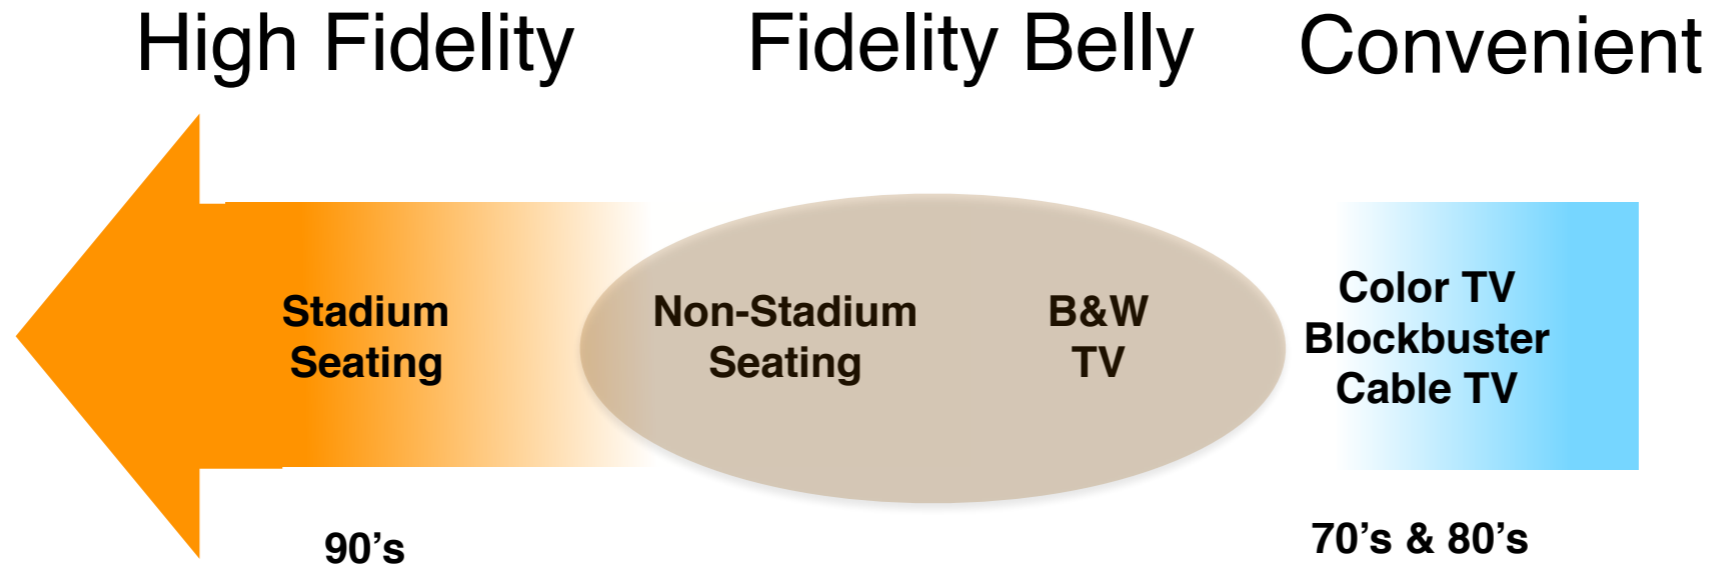 High Fidelity
Fidelity Belly
Convenient
Stadium
Seating
Non-Stadium
Seating
B&W
TV
Color TV
Blockbuster
Cable TV
90’s
70’s & 80’s